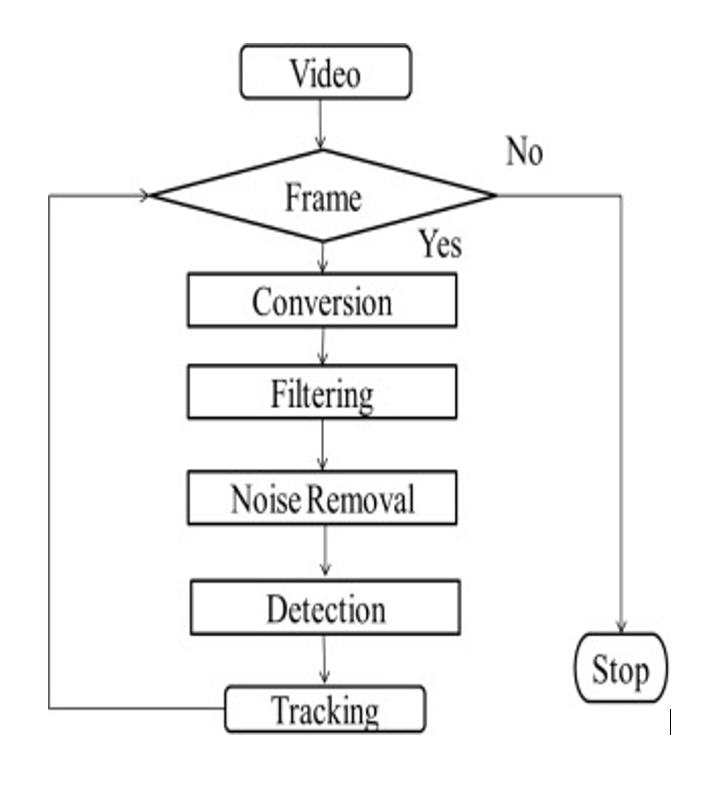 Video
No
Frame
Yes
Conversion
Filtering
Noise Removal
Detection
Stop
Tracking